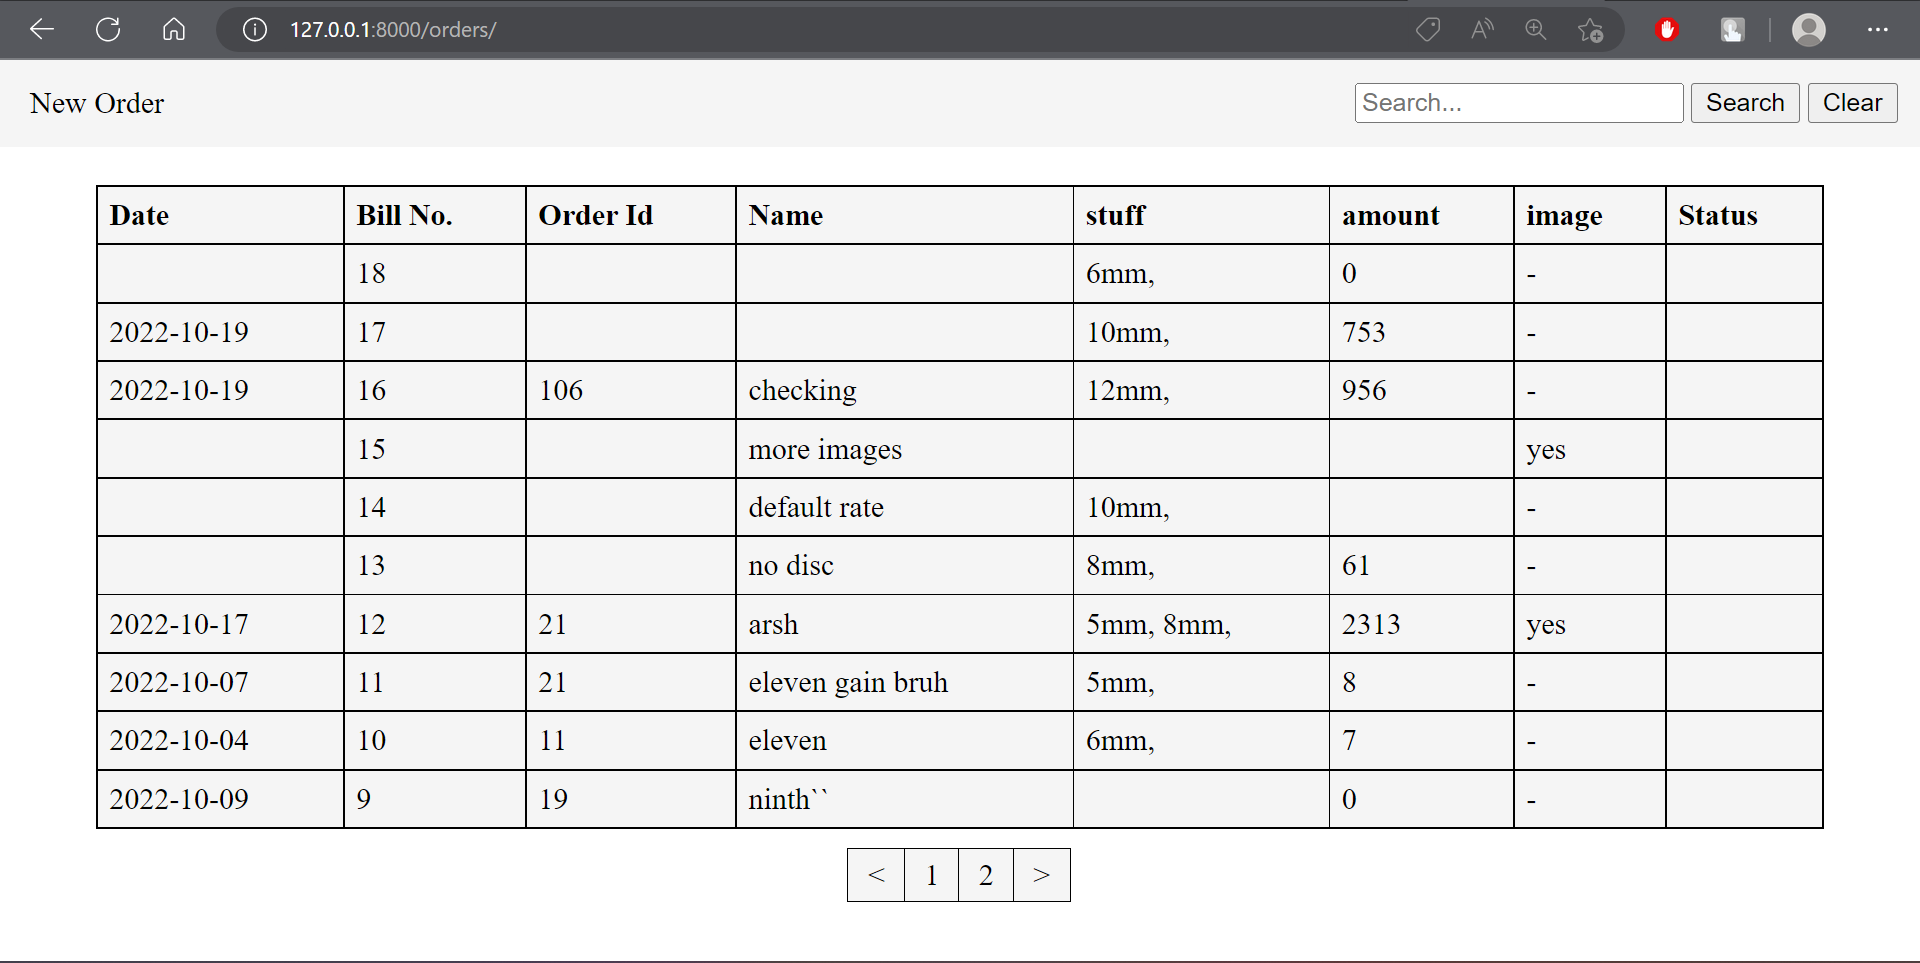 127.0.0.1:8000/orders/
New Order Search... Search Clear
Date Bill No. Order Id Name stuff amount image Status
18 6mm, 0 -
2022-10-19 17 10mm, 753 -
2022-10-19 16 106 checking 12mm, 956 -
15 more images yes
14 default rate 10mm, -
13 no disc 8mm, 61 -
2022-10-17 12 21 arsh 5mm, 8mm, 2313 yes
2022-10-07 11 21 eleven gain bruh 5mm, 8 -
2022-10-04 10 11 eleven 6mm, 7 -
2022-10-09 9 19 ninth`` 0 -
< 1 2 >